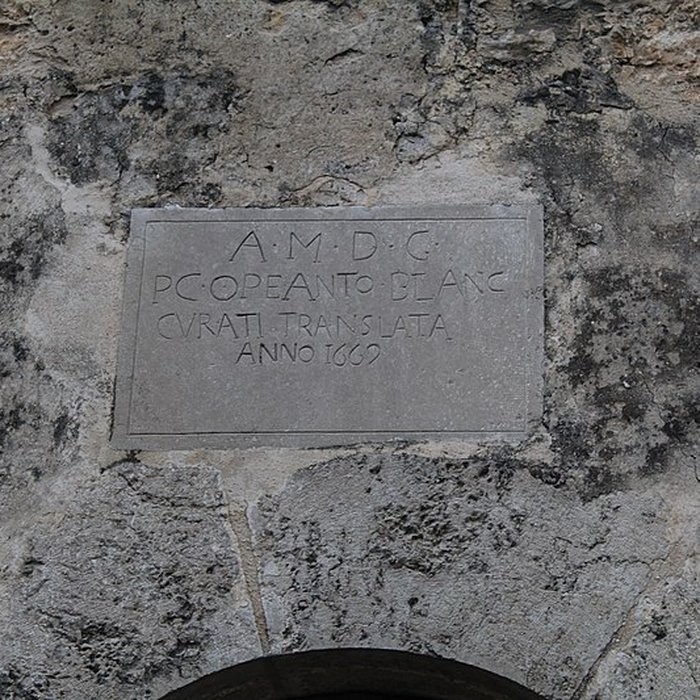 A·M·D·G·
PC·OPEANTO·BLANC
CVRATI·TRANSLATA
ANNO 1669